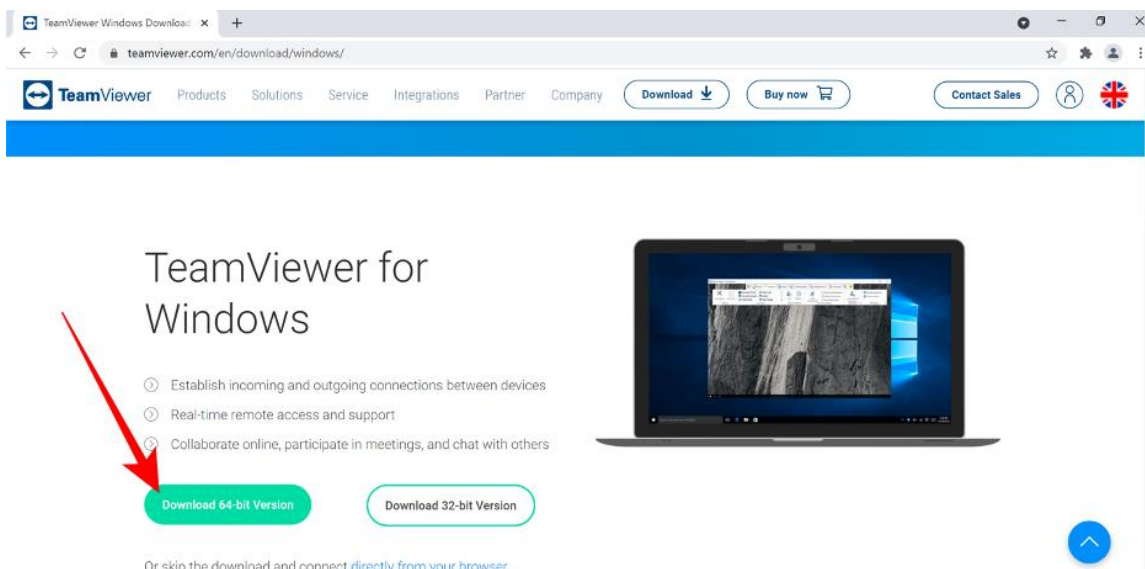 TeamViewer Windows Download
teamviewer.com/en/download/windows/
TeamViewer Products Solutions Service Integrations Partner Company Download Buy now Contact Sales
TeamViewer for
Windows
Establish incoming and outgoing connections between devices
Real-time remote access and support
Collaborate online, participate in meetings, and chat with others
Download 64-bit Version Download 32-bit Version
Or skip the download and connect directly from your browser